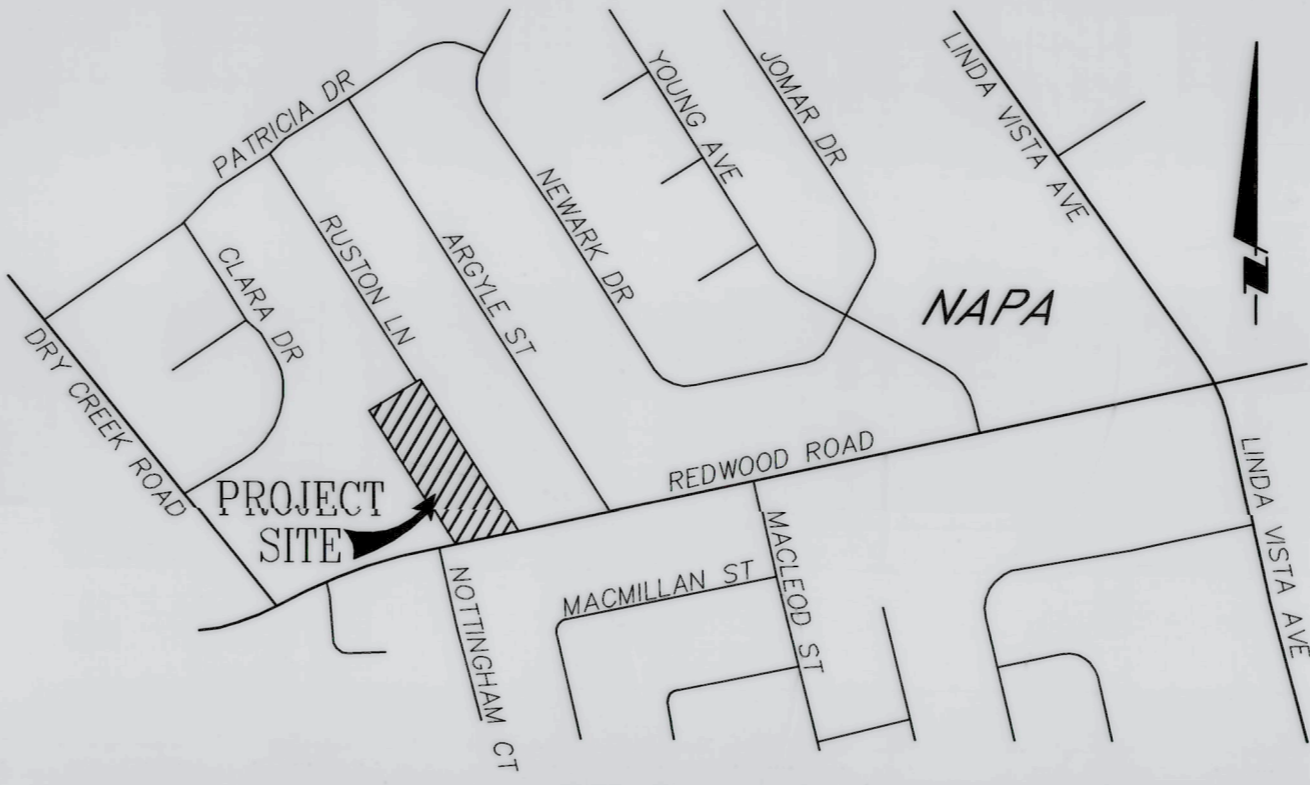 PATRICIA DR
YOUNG AVE
JOMAR DR
LINDA VISTA AVE
NEWARK DR
RUSTON LN
ARGYLE ST
CLARA DR
N
NAPA
DRY CREEK ROAD
REDWOOD ROAD
PROJECT
SITE
LINDA VISTA AVE
MACLEOD ST
MACMILLAN ST
NOTTINGHAM CT